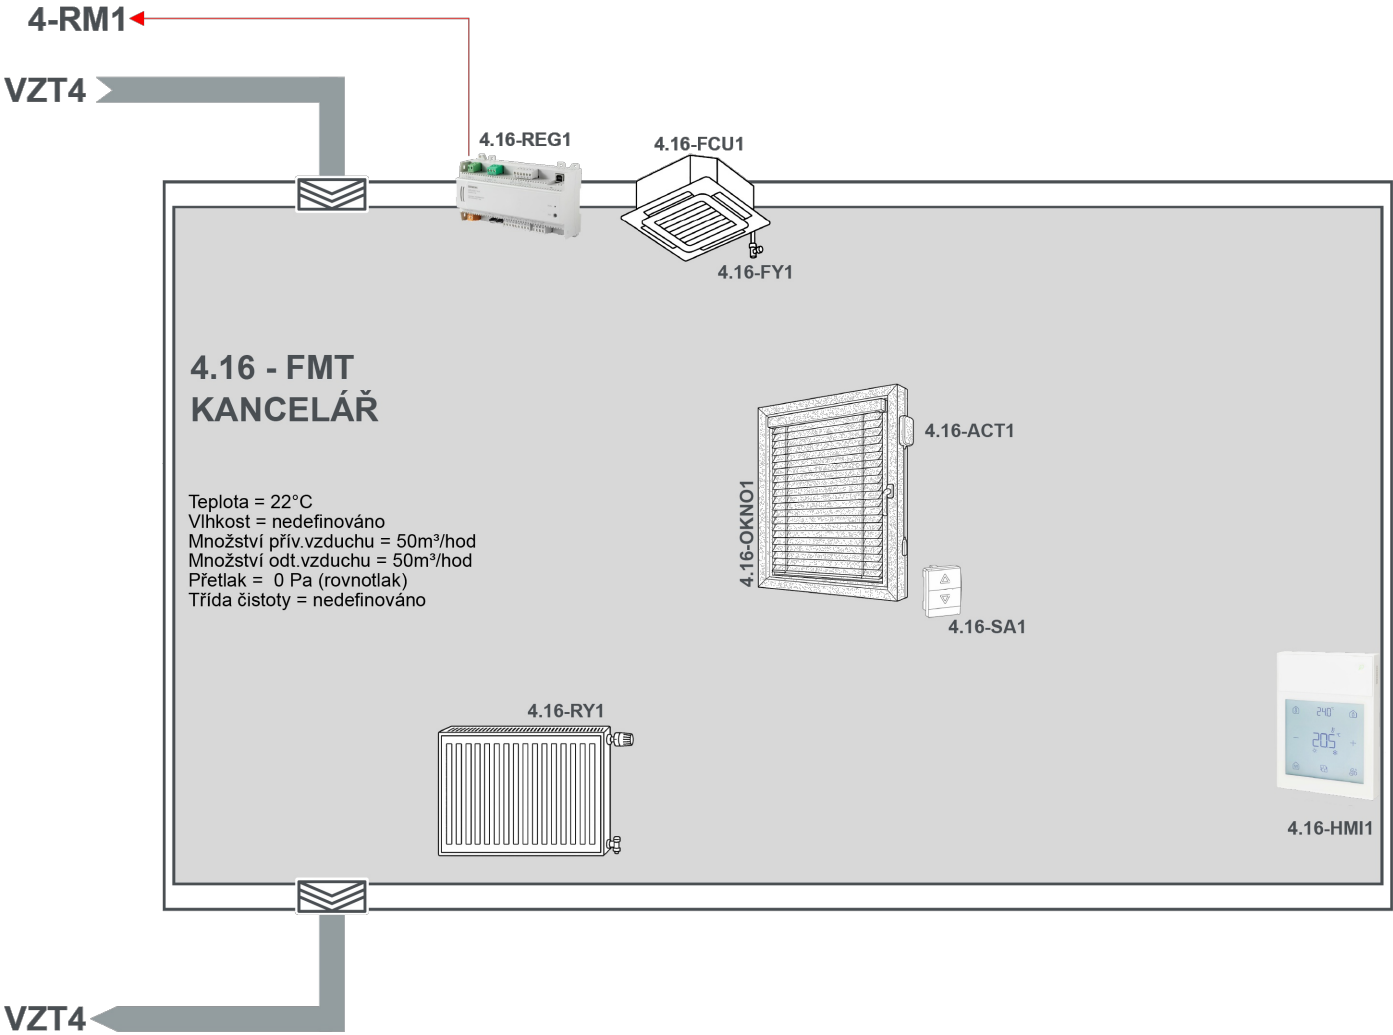 4-RM1
VZT4
4.16-REG1
4.16-FCU1
4.16-FY1
4.16 - FMT
KANCELÁŘ
4.16-ACT1
4.16-OKNO1
Teplota = 22°C
Vlhkost = nedefinováno
Množství přív.vzduchu = 50m³/hod
Množství odt.vzduchu = 50m³/hod
Přetlak = 0 Pa (rovnotlak)
Třída čistoty = nedefinováno
4.16-SA1
4.16-RY1
240
205
4.16-HMI1
VZT4